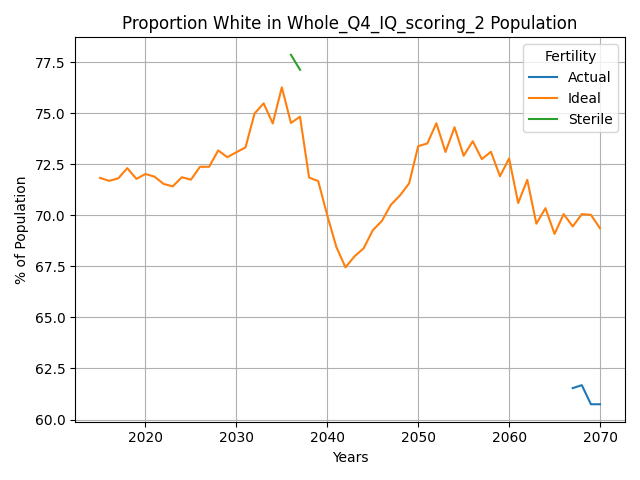 Proportion White in Whole_Q4_IQ_scoring_2 Population
Fertility
Actual
Ideal
Sterile
% of Population
77.5
75.0
72.5
70.0
67.5
65.0
62.5
60.0
2020 2030 2040 2050 2060 2070
Years